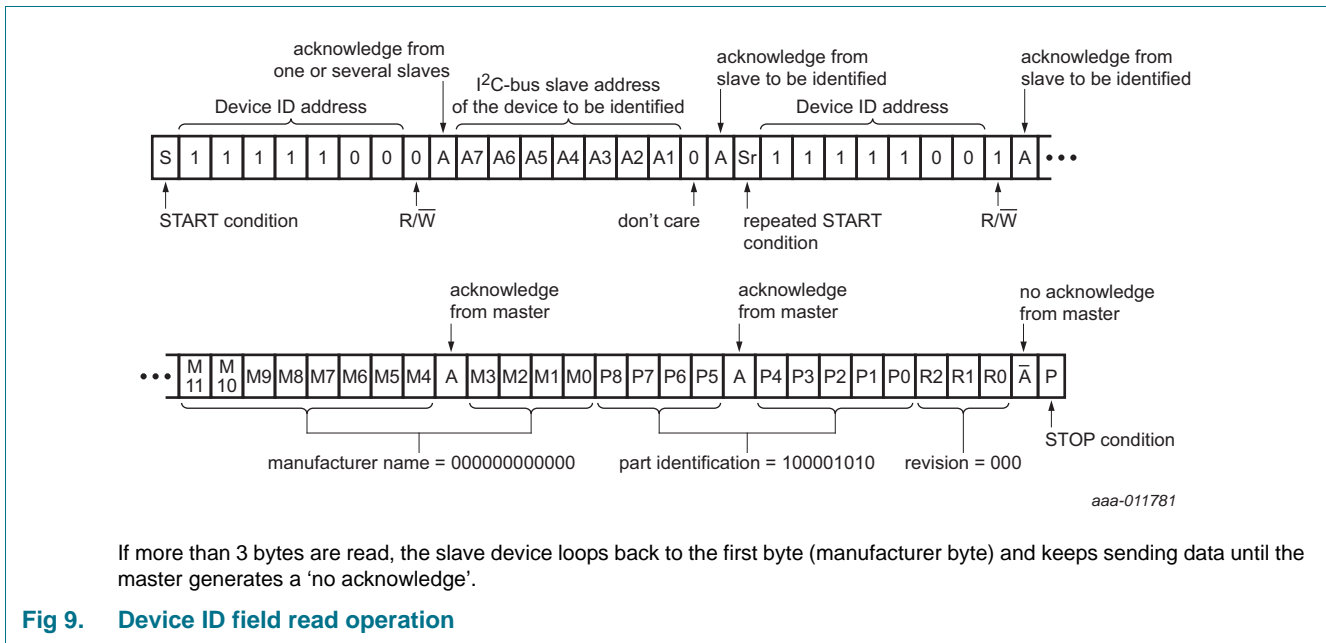 acknowledge from
one or several slaves
I2C-bus slave address
of the device to be identified
acknowledge from
slave to be identified
acknowledge from
slave to be identified
Device ID address
Device ID address
S 1 1 1 1 1 0 0 0 A A7 A6 A5 A4 A3 A2 A1 0 A Sr 1 1 1 1 1 0 0 1 A •••
START condition
R/W̅
don't care
repeated START
condition
R/W̅
acknowledge
from master
acknowledge
from master
no acknowledge
from master
••• M11 M10 M9 M8 M7 M6 M5 M4 A M3 M2 M1 M0 P8 P7 P6 P5 A P4 P3 P2 P1 P0 R2 R1 R0 A̅ P
STOP condition
manufacturer name = 000000000000
part identification = 100001010
revision = 000
aaa-011781
If more than 3 bytes are read, the slave device loops back to the first byte (manufacturer byte) and keeps sending data until the
master generates a ‘no acknowledge’.
Fig 9. Device ID field read operation